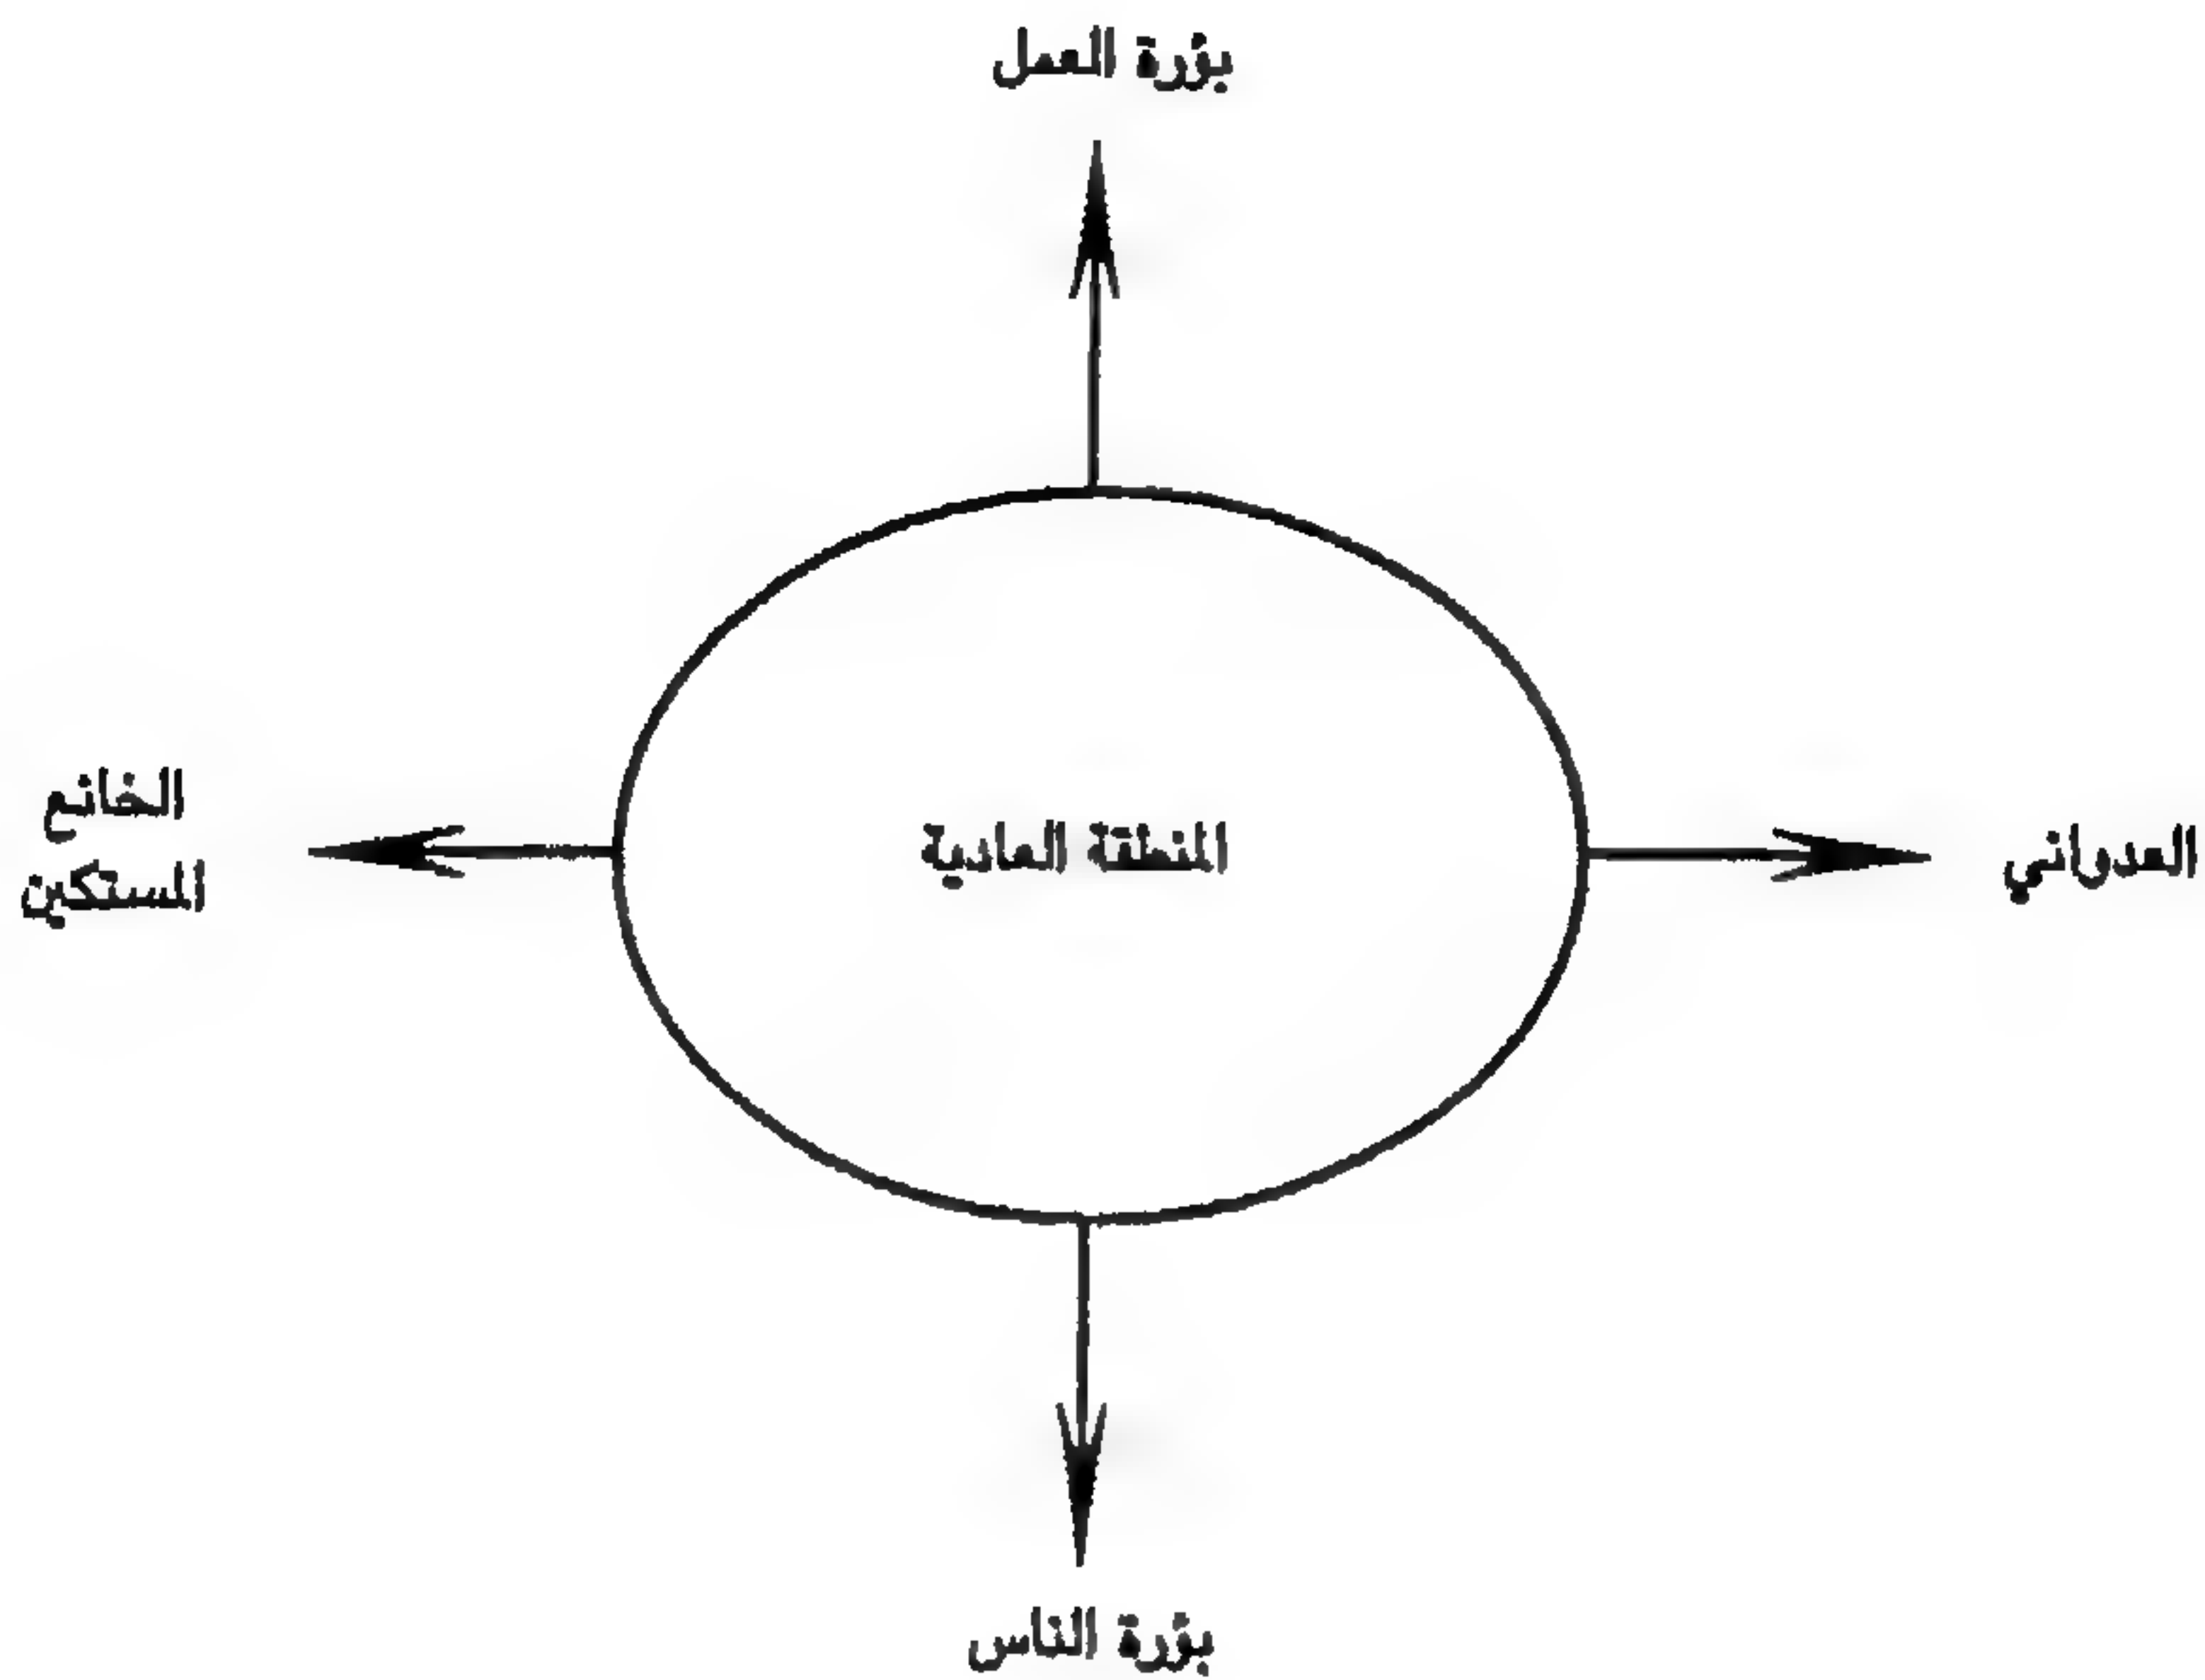 بؤرة العمل
العدواني
المنطقة العادية
الخانع
المستكين
بؤرة الناس